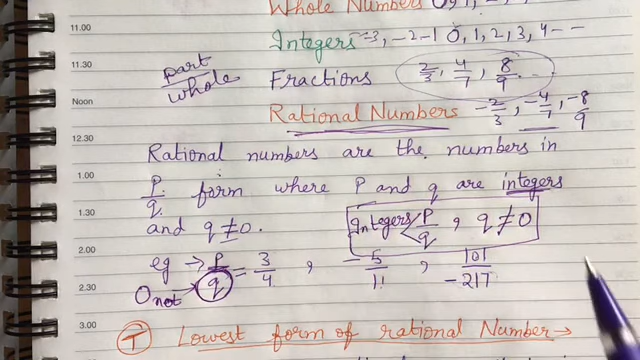 Whole Numbers 0, 1,
11.00
Integers -3, -2 -1 0, 1, 2, 3, 4 - -
11.30
part/whole Fractions 2/3, 4/7, 8/9 ...
Noon
Rational Numbers -2/3, -4/7, -8/9
12.30
Rational numbers are the numbers in
1.00
P/q form where P and q are integers
1.30
and q ≠ 0. Integers P/q, q ≠ 0
2.00
eg → P/q = 3/4, -5/11, 101/-217
0 not
2.30
3.00
T Lowest form of rational Number →